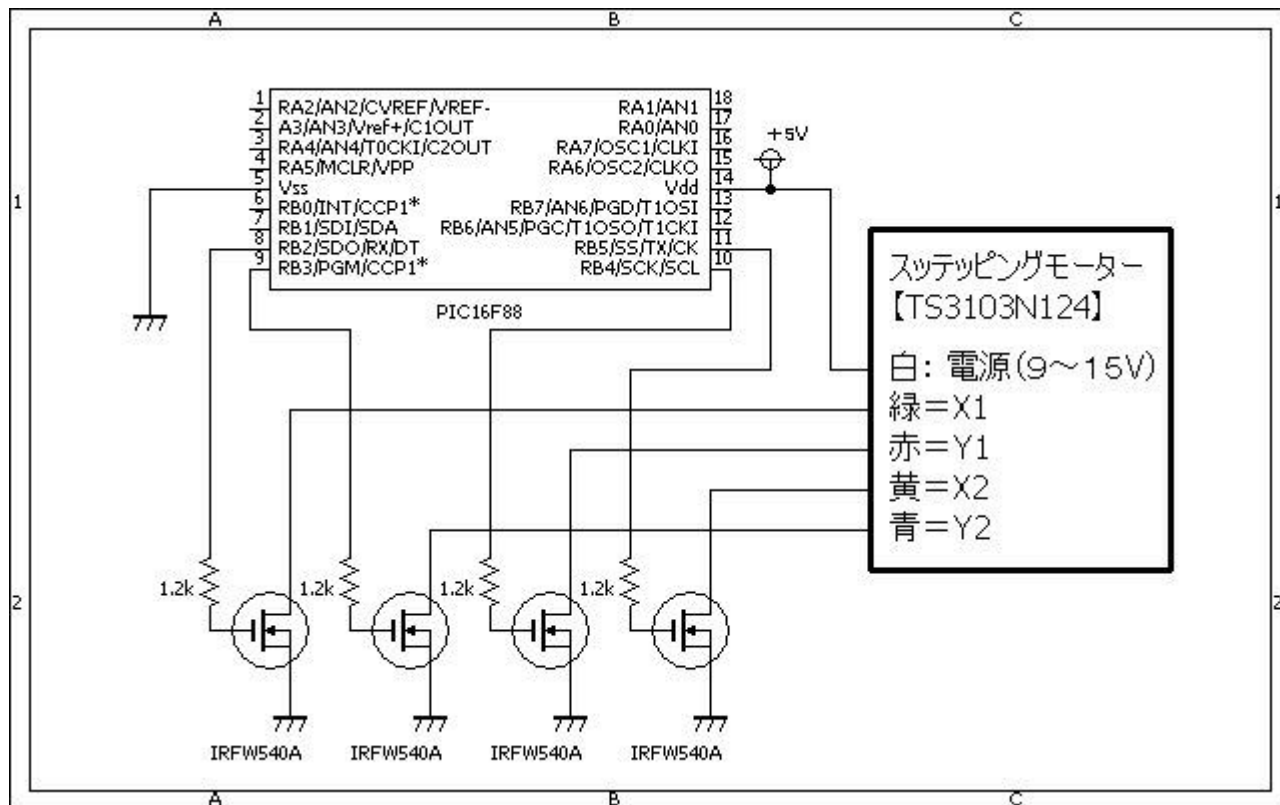 A B C
1 RA2/AN2/CVREF/VREF- RA1/AN1 18
2 A3/AN3/Vref+/C1OUT RA0/AN0 17
3 RA4/AN4/T0CKI/C2OUT RA7/OSC1/CLKI 16
4 RA5/MCLR/VPP RA6/OSC2/CLKO 15
5 Vss Vdd 14
6 RB0/INT/CCP1* RB7/AN6/PGD/T1OSI 13
7 RB1/SDI/SDA RB6/AN5/PGC/T1OSO/T1CKI 12
8 RB2/SDO/RX/DT RB5/SS/TX/CK 11
9 RB3/PGM/CCP1* RB4/SCK/SCL 10
PIC16F88
+5V
1 1
スッテッピングモーター
【TS3103N124】
白: 電源(9～15V)
緑=X1
赤=Y1
黄=X2
青=Y2
1.2k 1.2k 1.2k 1.2k
2 2
IRFW540A IRFW540A IRFW540A IRFW540A
A B C